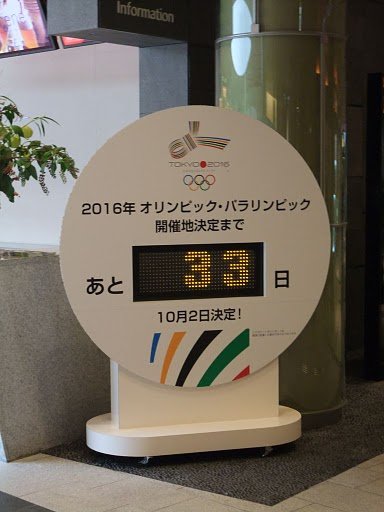 Information
TOKYO 2016
2016年 オリンピック・パラリンピック
開催地決定まで
あと 33 日
10月2日決定！